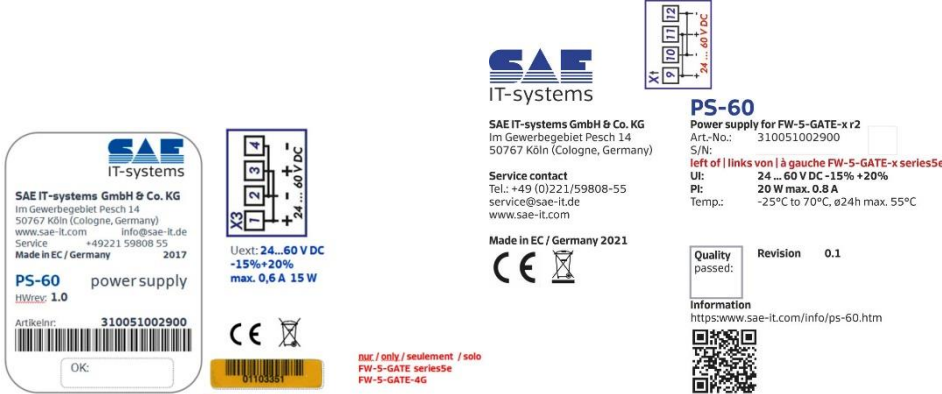 SAE
IT-systems
SAE IT-systems GmbH & Co. KG
Im Gewerbegebiet Pesch 14
50767 Köln (Cologne, Germany)
www.sae-it.com info@sae-it.de
Service +49221 59808 55
Made in EC / Germany 2017
PS-60 power supply
HWrev: 1.0
Artikelnr: 310051002900
OK:
X3
1 2 3 4
+ + - -
24 ... 60 V DC
Uext: 24...60 V DC
-15%+20%
max. 0,6 A 15 W
CE
01103351
nur / only / seulement / solo
FW-5-GATE series5e
FW-5-GATE-4G
SAE
IT-systems
SAE IT-systems GmbH & Co. KG
Im Gewerbegebiet Pesch 14
50767 Köln (Cologne, Germany)
Service contact
Tel.: +49 (0)221/59808-55
service@sae-it.de
www.sae-it.com
Made in EC / Germany 2021
CE
X1
9 10 11 12
+ - + -
24 ... 60 V DC
PS-60
Power supply for FW-5-GATE-x r2
Art.-No.: 310051002900
S/N:
left of | links von | à gauche FW-5-GATE-x series5e
UI: 24 ... 60 V DC -15% +20%
PI: 20 W max. 0.8 A
Temp.: -25°C to 70°C, ø24h max. 55°C
Quality
passed:
Revision 0.1
Information
https:www.sae-it.com/info/ps-60.htm